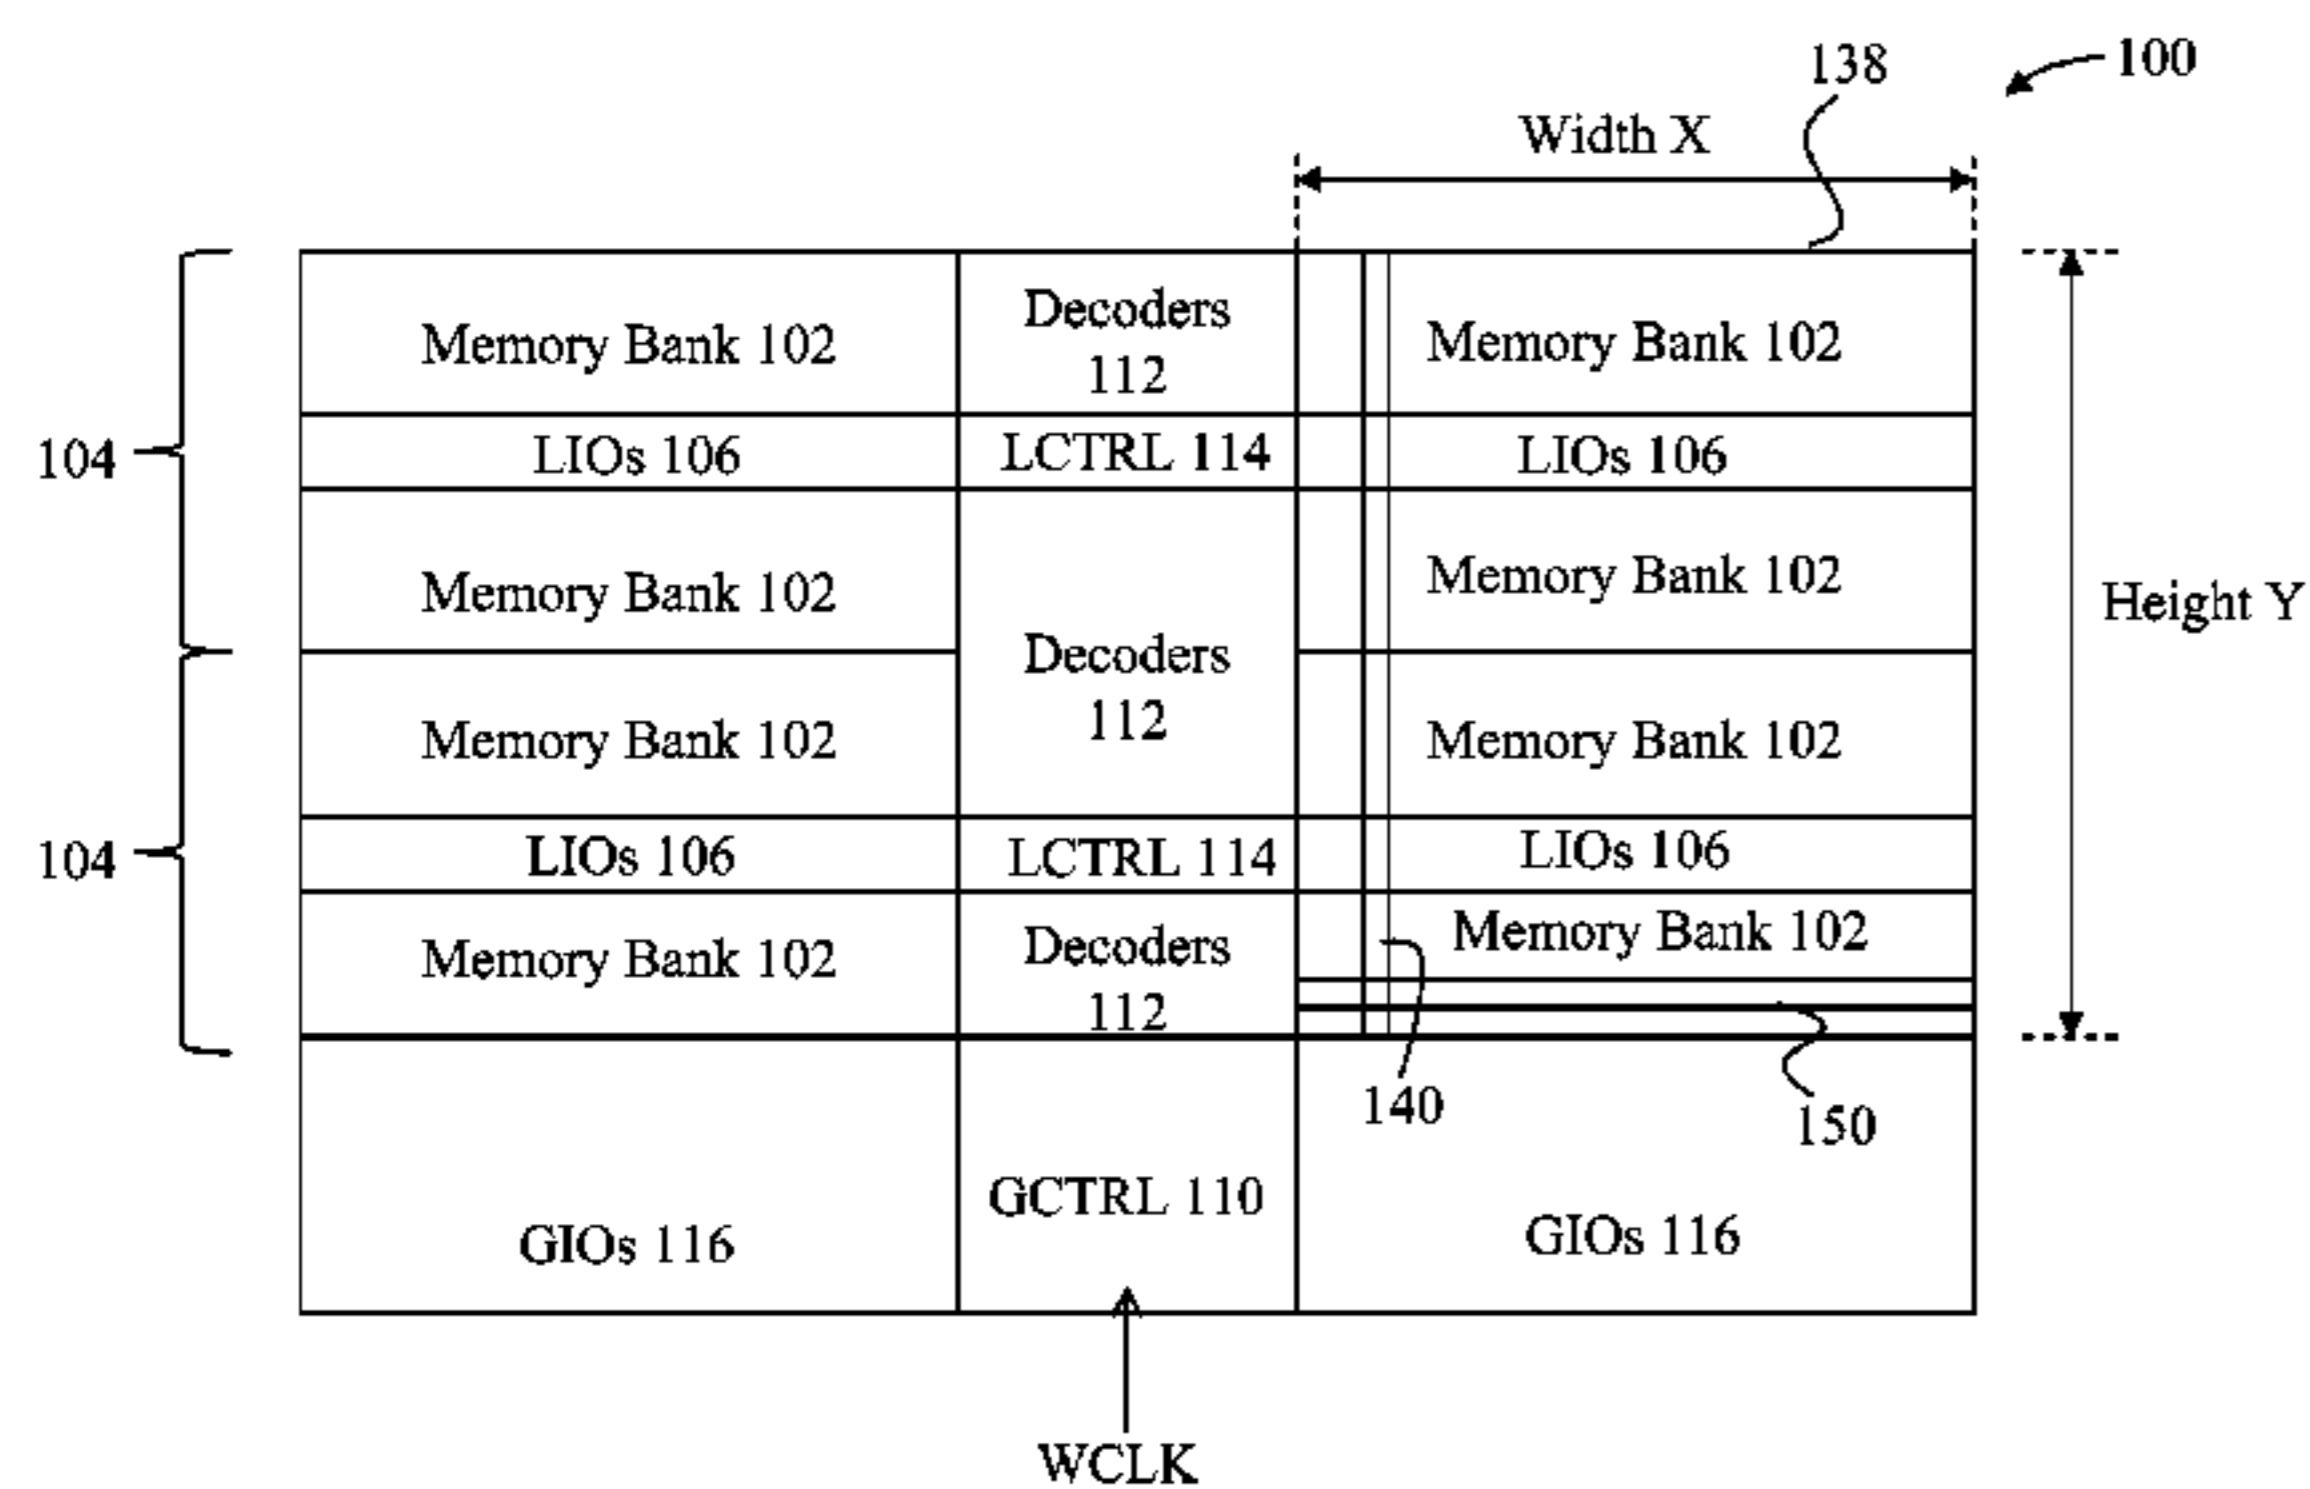 138
100
Width X
Memory Bank 102
Decoders
112
Memory Bank 102
104
LIOs 106
LCTRL 114
LIOs 106
Memory Bank 102
Memory Bank 102
Height Y
Decoders
112
Memory Bank 102
Memory Bank 102
104
LIOs 106
LCTRL 114
LIOs 106
Memory Bank 102
Decoders
112
Memory Bank 102
140
150
GIOs 116
GCTRL 110
GIOs 116
WCLK